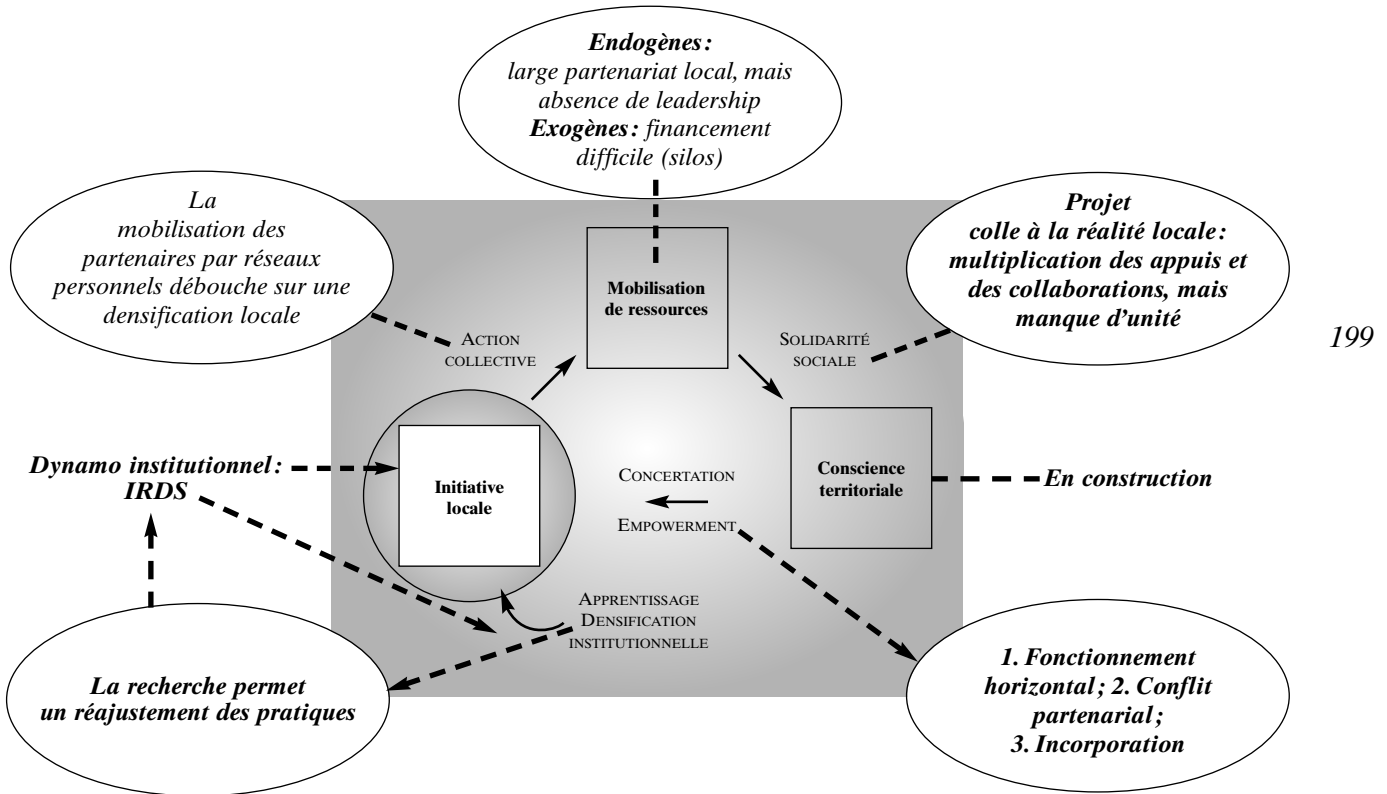 Endogènes :
large partenariat local, mais
absence de leadership
Exogènes : financement
difficile (silos)
La
mobilisation des
partenaires par réseaux
personnels débouche sur une
densification locale
Projet
colle à la réalité locale :
multiplication des appuis et
des collaborations, mais
manque d'unité
Mobilisation
de ressources
199
ACTION
COLLECTIVE
SOLIDARITÉ
SOCIALE
Dynamo institutionnel :
IRDS
Initiative
locale
CONCERTATION
EMPOWERMENT
Conscience
territoriale
En construction
APPRENTISSAGE
DENSIFICATION
INSTITUTIONNELLE
La recherche permet
un réajustement des pratiques
1. Fonctionnement
horizontal ; 2. Conflit
partenarial ;
3. Incorporation